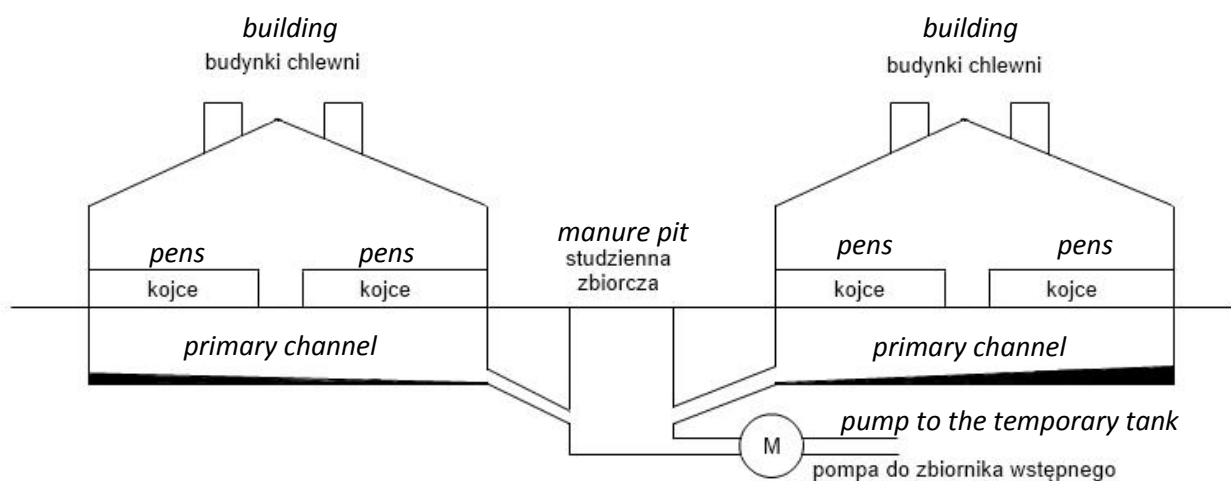 building
building
budynki chlewni
budynki chlewni
pens
pens
manure pit
studzienna
zbiorcza
pens
pens
kojce
kojce
kojce
kojce
primary channel
primary channel
pump to the temporary tank
M
pompa do zbiornika wstępnego